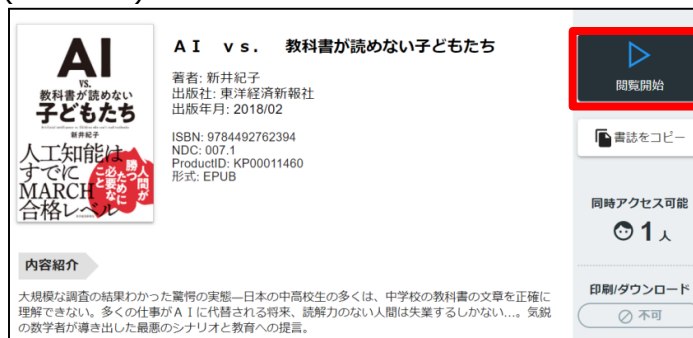 AI
vs.
教科書が読めない
子どもたち
新井紀子
人工知能は
すでに
MARCH
合格レベル
人間が
勝つために
必要な
こと
ＡＩ ｖｓ． 教科書が読めない子どもたち
著者: 新井紀子
出版社: 東洋経済新報社
出版年月: 2018/02
ISBN: 9784492762394
NDC: 007.1
ProductID: KP00011460
形式: EPUB
内容紹介
大規模な調査の結果わかった驚愕の実態―日本の中高校生の多くは、中学校の教科書の文章を正確に
理解できない。多くの仕事がＡＩに代替される将来、読解力のない人間は失業するしかない…。気鋭
の数学者が導き出した最悪のシナリオと教育への提言。
閲覧開始
書誌をコピー
同時アクセス可能
1 人
印刷/ダウンロード
不可